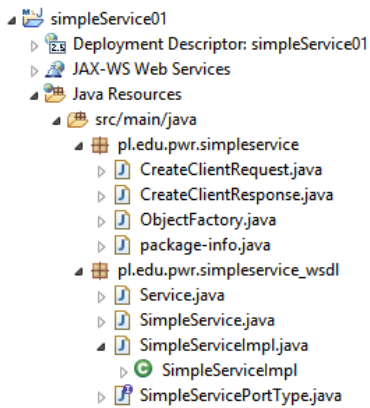 simpleService01
Deployment Descriptor: simpleService01
JAX-WS Web Services
Java Resources
src/main/java
pl.edu.pwr.simpleservice
CreateClientRequest.java
CreateClientResponse.java
ObjectFactory.java
package-info.java
pl.edu.pwr.simpleservice_wsdl
Service.java
SimpleService.java
SimpleServiceImpl.java
SimpleServiceImpl
SimpleServicePortType.java